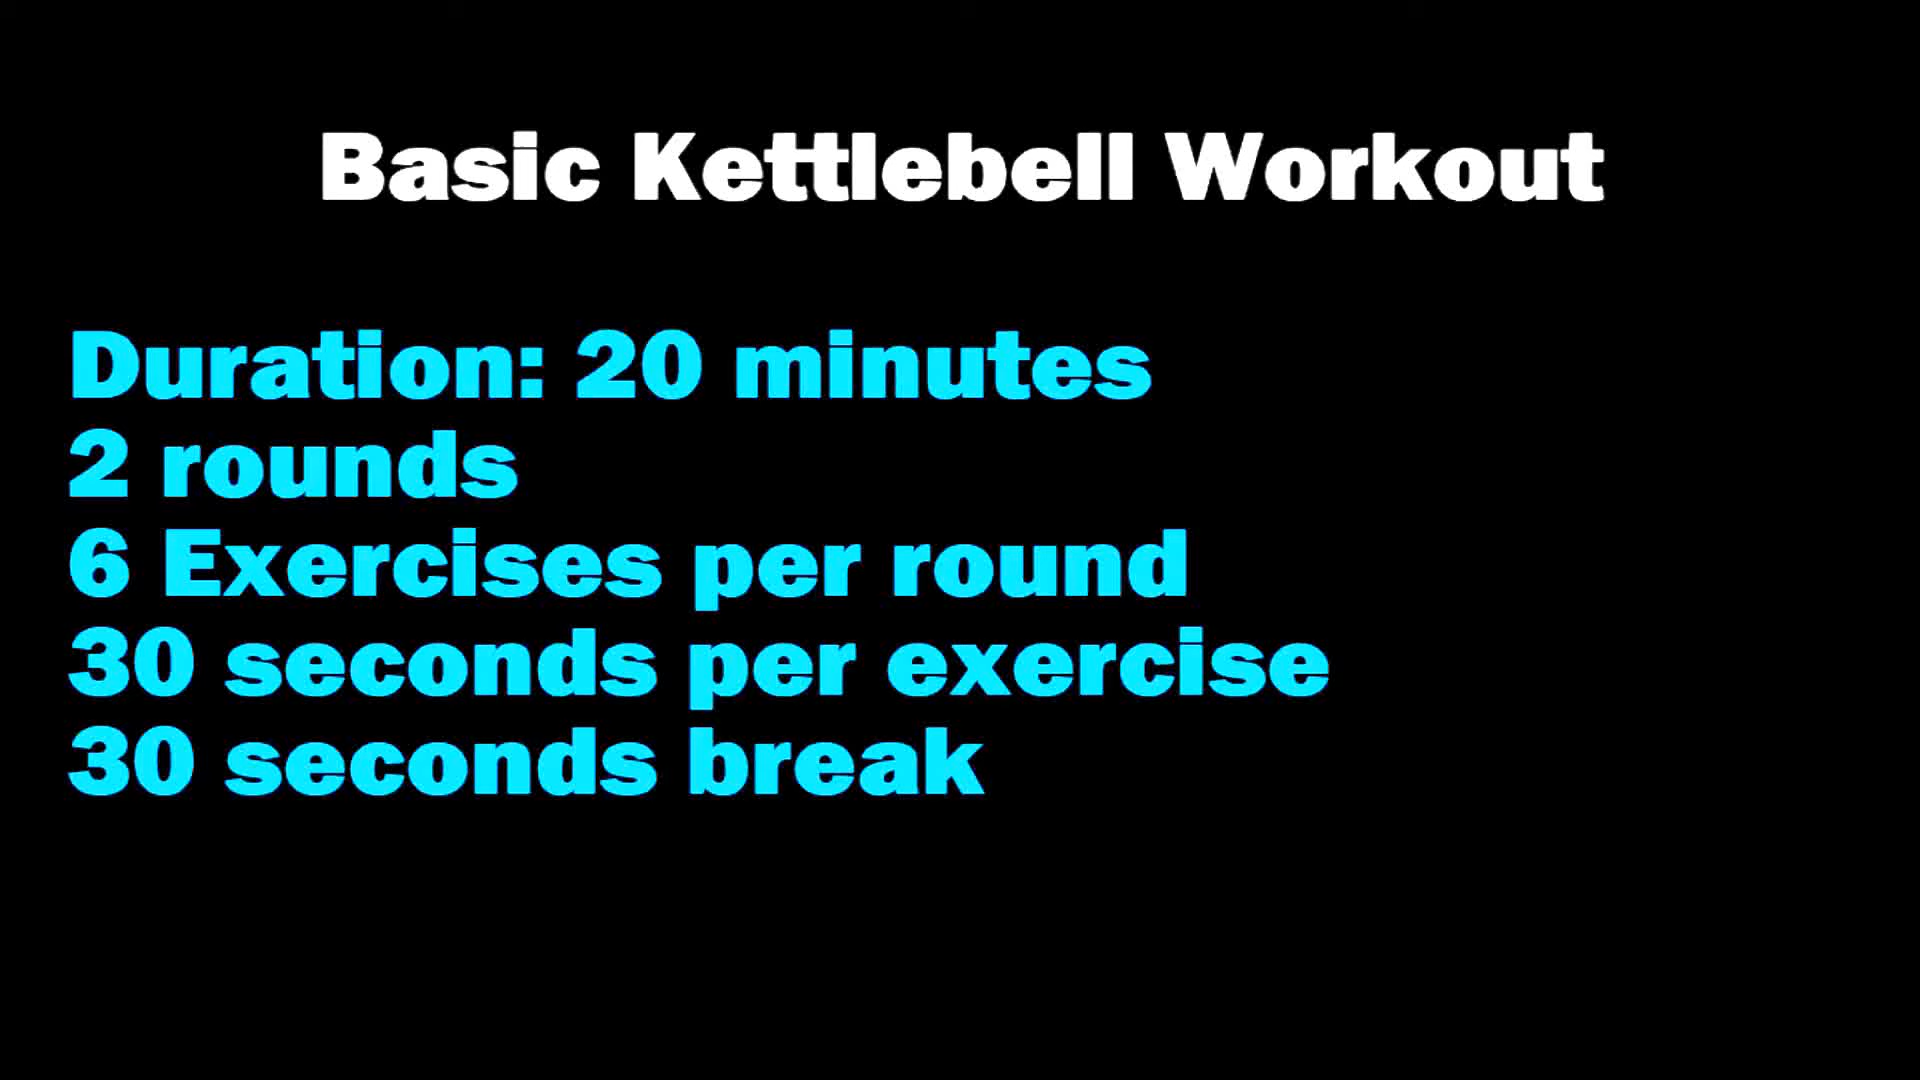 Basic Kettlebell Workout
Duration: 20 minutes
2 rounds
6 Exercises per round
30 seconds per exercise
30 seconds break